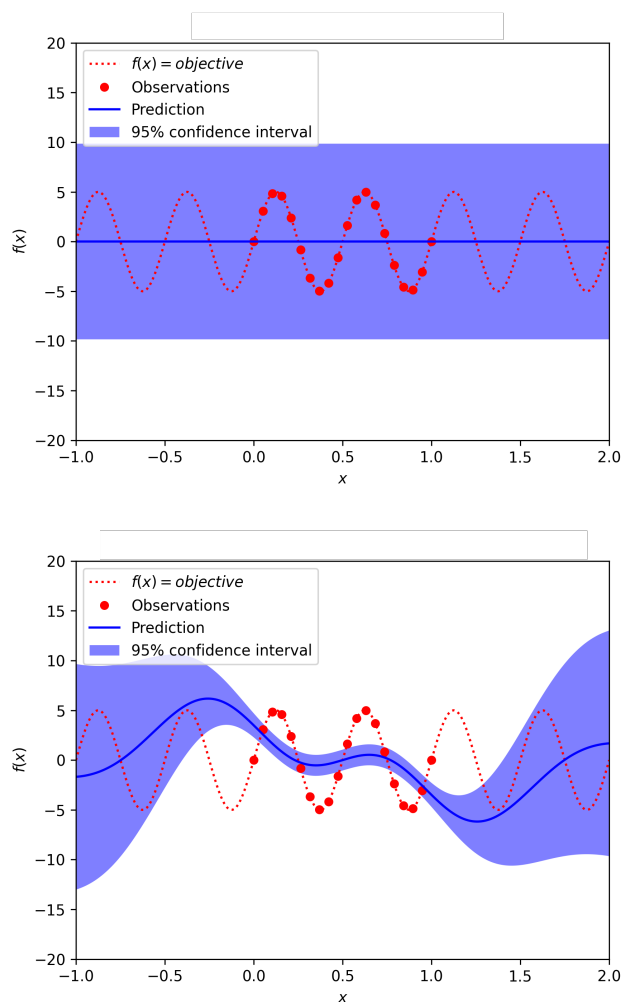 20
15
10
5
0
−5
−10
−15
−20
f(x)
f(x) = objective
Observations
Prediction
95% confidence interval
−1.0 −0.5 0.0 0.5 1.0 1.5 2.0
x
20
15
10
5
0
−5
−10
−15
−20
f(x)
f(x) = objective
Observations
Prediction
95% confidence interval
−1.0 −0.5 0.0 0.5 1.0 1.5 2.0
x